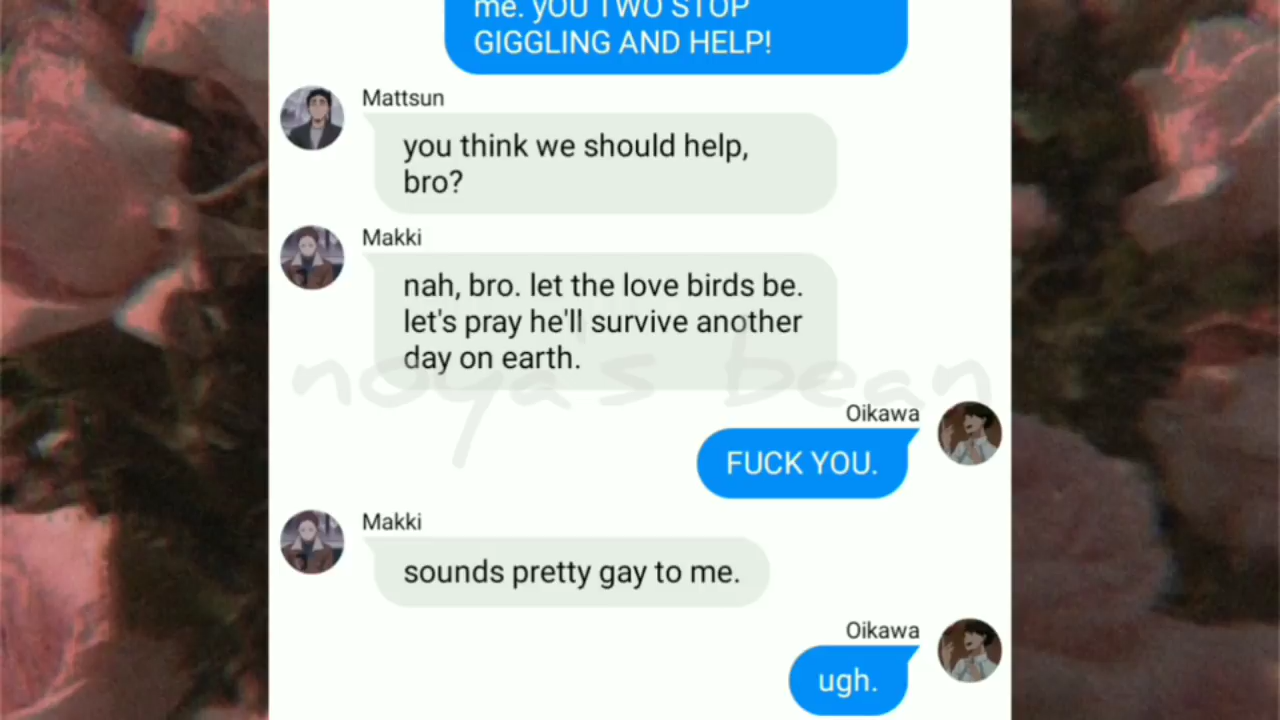 me. yOU TWO STOP
GIGGLING AND HELP!
Mattsun
you think we should help,
bro?
Makki
nah, bro. let the love birds be.
let's pray he'll survive another
day on earth.
noya's bean
Oikawa
FUCK YOU.
Makki
sounds pretty gay to me.
Oikawa
ugh.